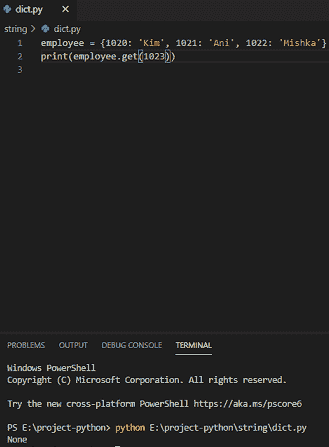 dict.py
string > dict.py
1 employee = {1020: 'Kim', 1021: 'Ani', 1022: 'Mishka'}
2 print(employee.get(1023))
3
PROBLEMS OUTPUT DEBUG CONSOLE TERMINAL
Windows PowerShell
Copyright (C) Microsoft Corporation. All rights reserved.
Try the new cross-platform PowerShell https://aka.ms/pscore6
PS E:\project-python> python E:\project-python\string\dict.py
None